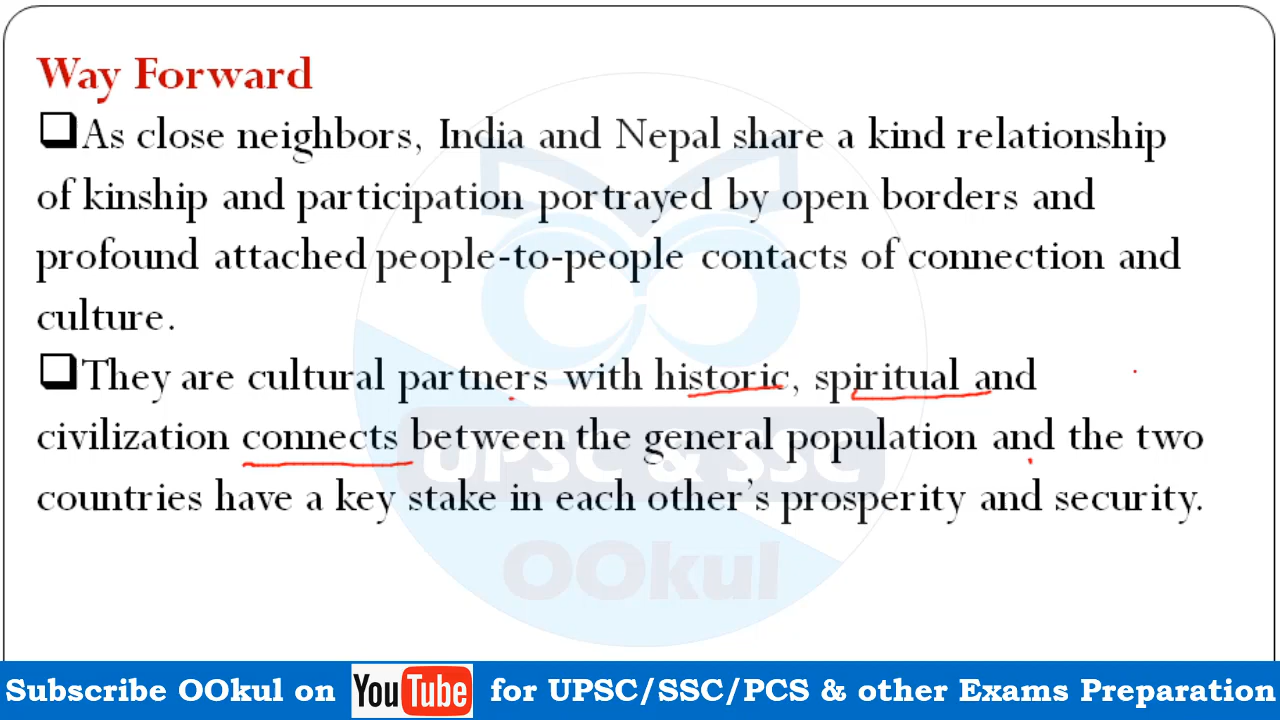 Way Forward
❑As close neighbors, India and Nepal share a kind relationship
of kinship and participation portrayed by open borders and
profound attached people-to-people contacts of connection and
culture.
❑They are cultural partners with historic, spiritual and
civilization connects between the general population and the two
countries have a key stake in each other’s prosperity and security.
UPSC & SSC
OOkul
Subscribe OOkul on YouTube for UPSC/SSC/PCS & other Exams Preparation